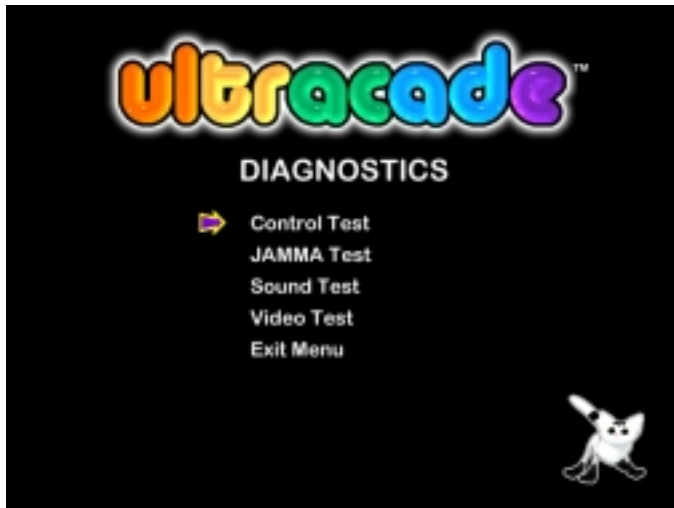 ultracade™
DIAGNOSTICS
Control Test
JAMMA Test
Sound Test
Video Test
Exit Menu